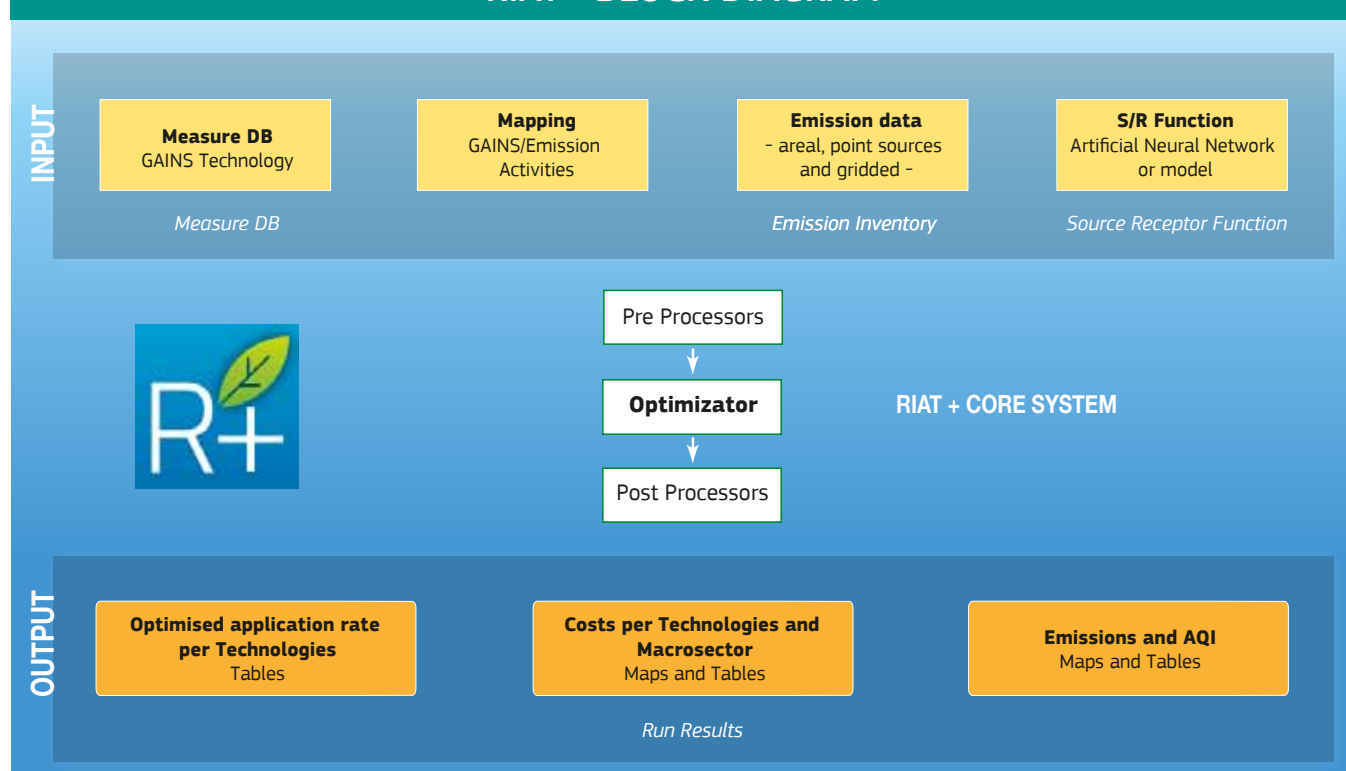 INPUT
Measure DB
GAINS Technology
Mapping
GAINS/Emission
Activities
Emission data
- areal, point sources
and gridded -
S/R Function
Artificial Neural Network
or model
Measure DB
Emission Inventory
Source Receptor Function
R+
Pre Processors
Optimizator
Post Processors
RIAT + CORE SYSTEM
OUTPUT
Optimised application rate
per Technologies
Tables
Costs per Technologies and
Macrosector
Maps and Tables
Emissions and AQI
Maps and Tables
Run Results